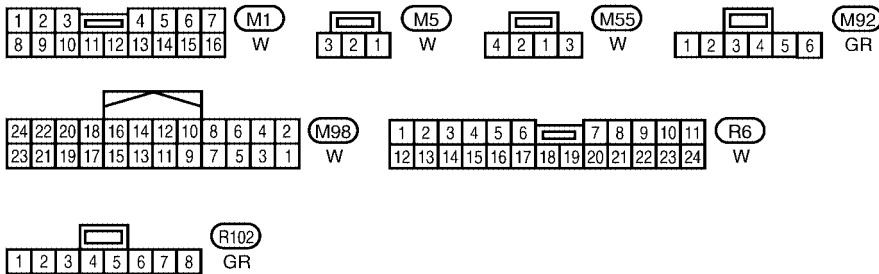 1 2 3 4 5 6 7 M1
8 9 10 11 12 13 14 15 16 W
3 2 1 M5
W
4 2 1 3 M55
W
1 2 3 4 5 6 M92
GR
24 22 20 18 16 14 12 10 8 6 4 2 M98
23 21 19 17 15 13 11 9 7 5 3 1 W
1 2 3 4 5 6 7 8 9 10 11 R6
12 13 14 15 16 17 18 19 20 21 22 23 24 W
1 2 3 4 5 6 7 8 R102
GR